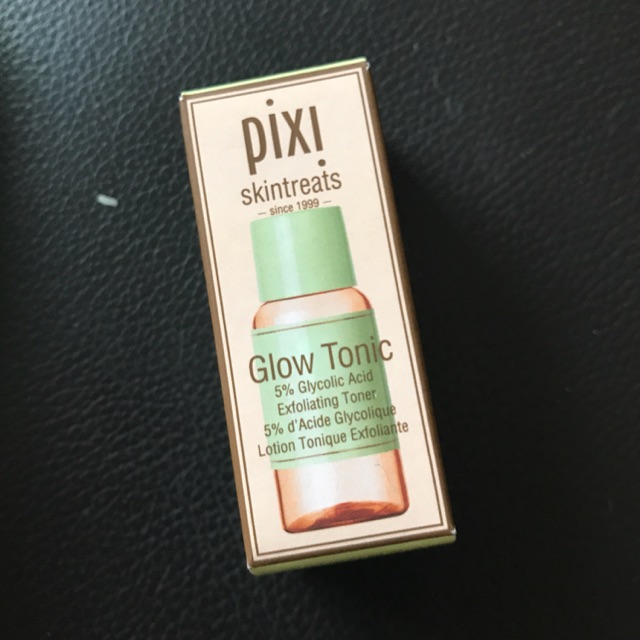 pixi
skintreats
— since 1999 —
Glow Tonic
5% Glycolic Acid
Exfoliating Toner
5% d'Acide Glycolique
Lotion Tonique Exfoliante